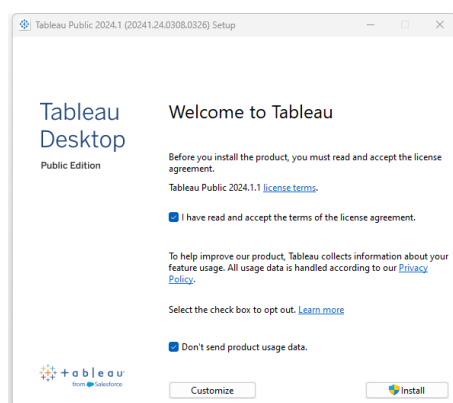 Tableau Public 2024.1 (20241.24.0308.0326) Setup
Tableau
Desktop
Public Edition
Welcome to Tableau
Before you install the product, you must read and accept the license
agreement.
Tableau Public 2024.1.1 license terms.
I have read and accept the terms of the license agreement.
To help improve our product, Tableau collects information about your
feature usage. All usage data is handled according to our Privacy
Policy.
Select the check box to opt out. Learn more
Don't send product usage data.
+ableau
from Salesforce
Customize
Install